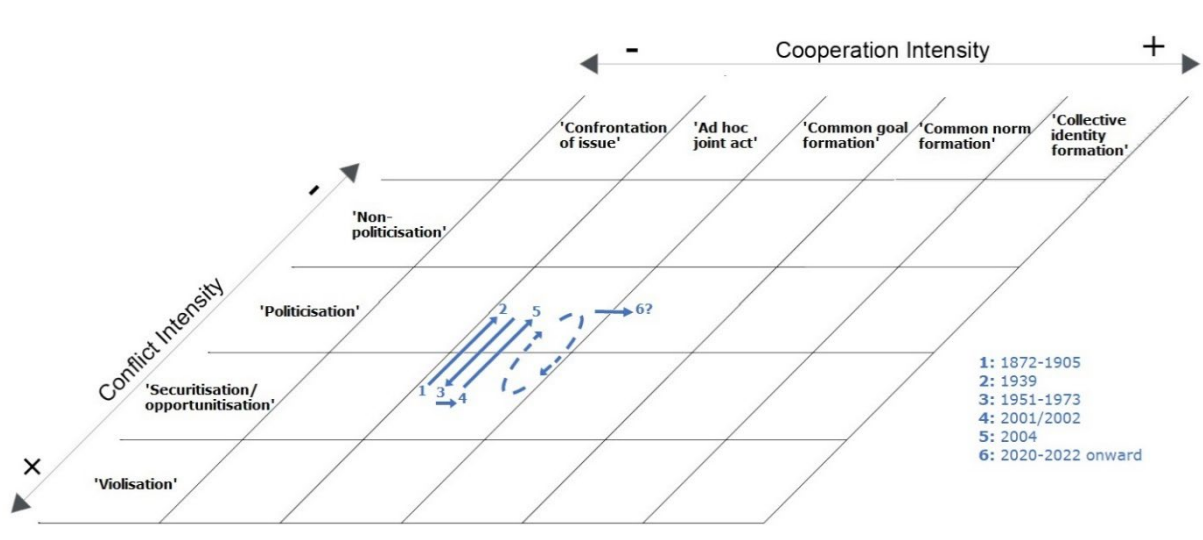 - Cooperation Intensity +
'Confrontation of issue'
'Ad hoc joint act'
'Common goal formation'
'Common norm formation'
'Collective identity formation'
-
Conflict Intensity
+
'Non-
politicisation'
'Politicisation'
'Securitisation/
opportunitisation'
'Violisation'
2 5 6?
1 3 4
1: 1872-1905
2: 1939
3: 1951-1973
4: 2001/2002
5: 2004
6: 2020-2022 onward